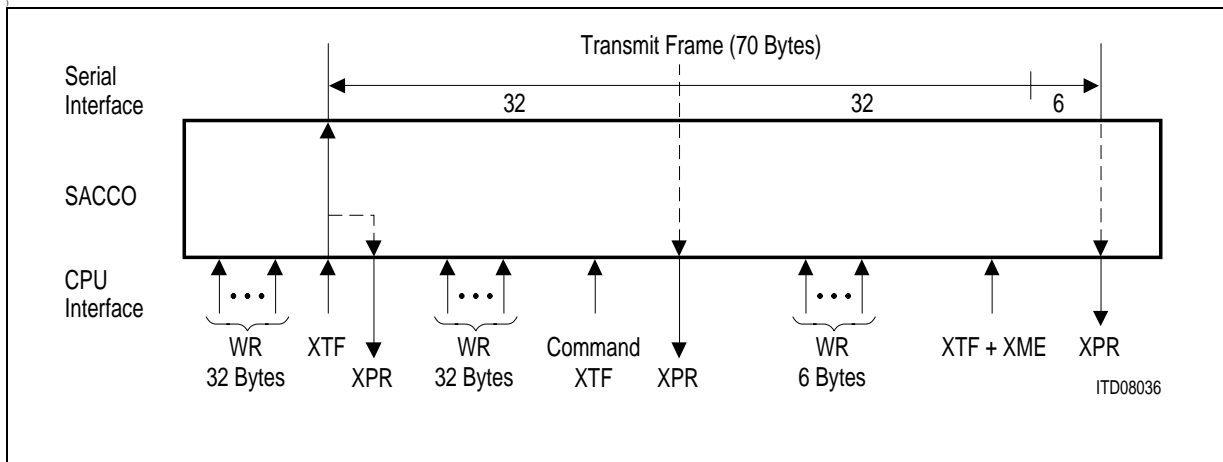 Transmit Frame (70 Bytes)
Serial
Interface
32
32
6
SACCO
CPU
Interface
WR
32 Bytes
XTF
XPR
WR
32 Bytes
Command
XTF
XPR
WR
6 Bytes
XTF + XME
XPR
ITD08036